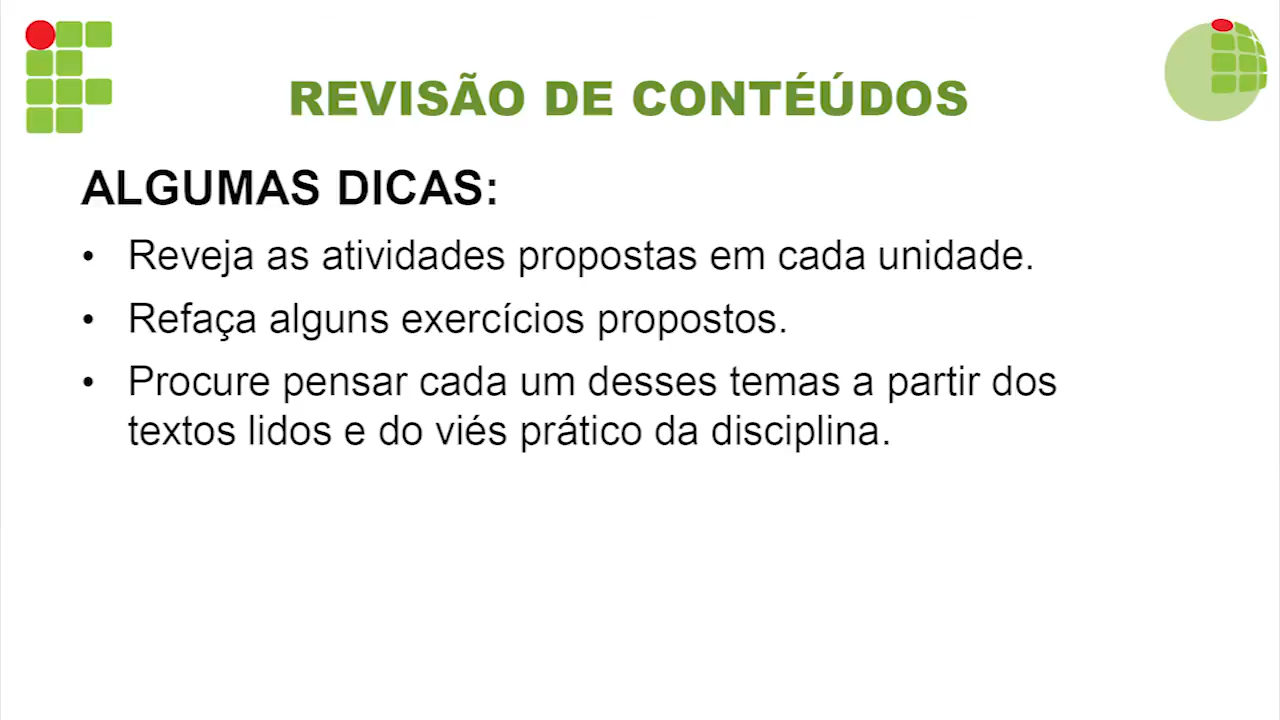 REVISÃO DE CONTÉÚDOS
ALGUMAS DICAS:
• Reveja as atividades propostas em cada unidade.
• Refaça alguns exercícios propostos.
• Procure pensar cada um desses temas a partir dos
textos lidos e do viés prático da disciplina.